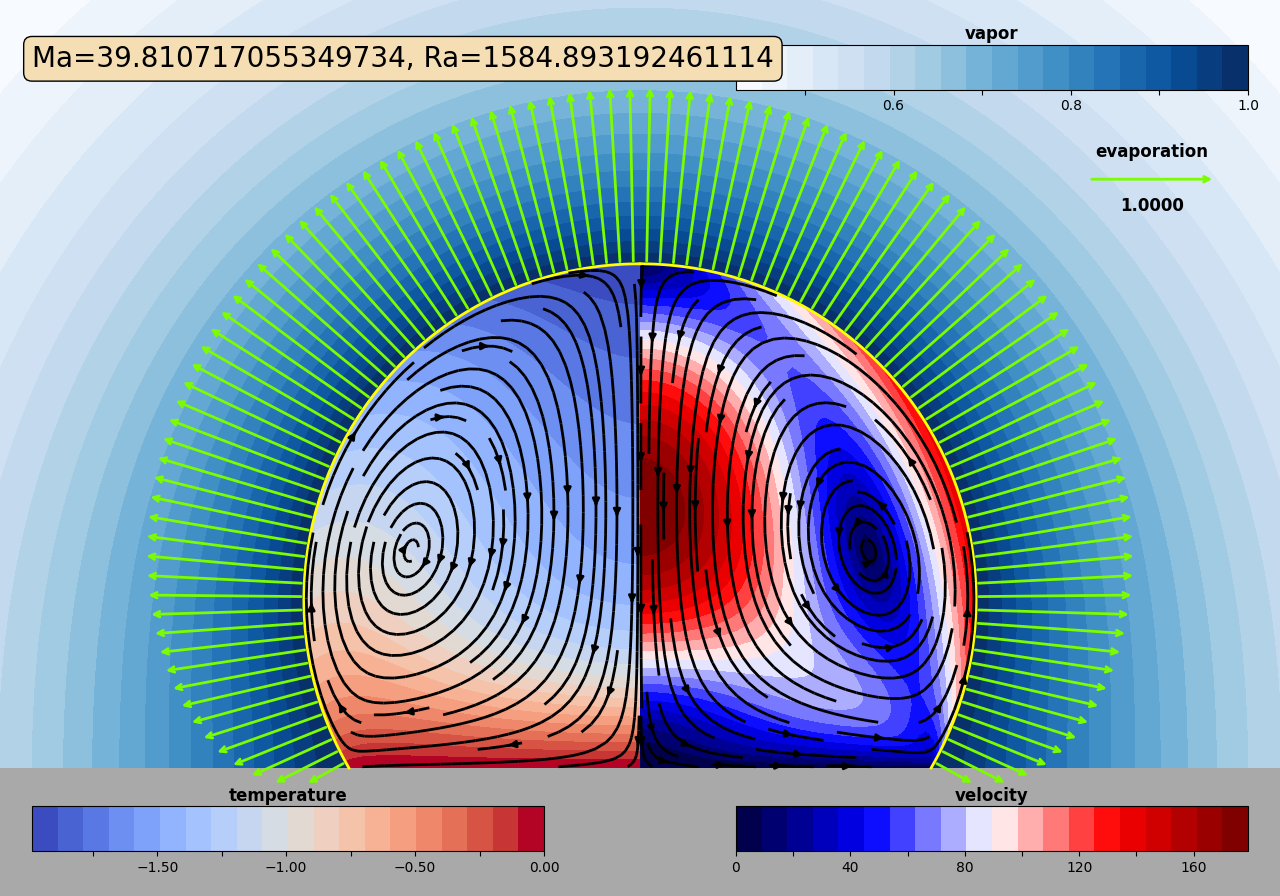 vapor
Ma=39.810717055349734, Ra=1584.893192461114
0.6 0.8 1.0
evaporation
1.0000
temperature velocity
−1.50 −1.00 −0.50 0.00 0 40 80 120 160